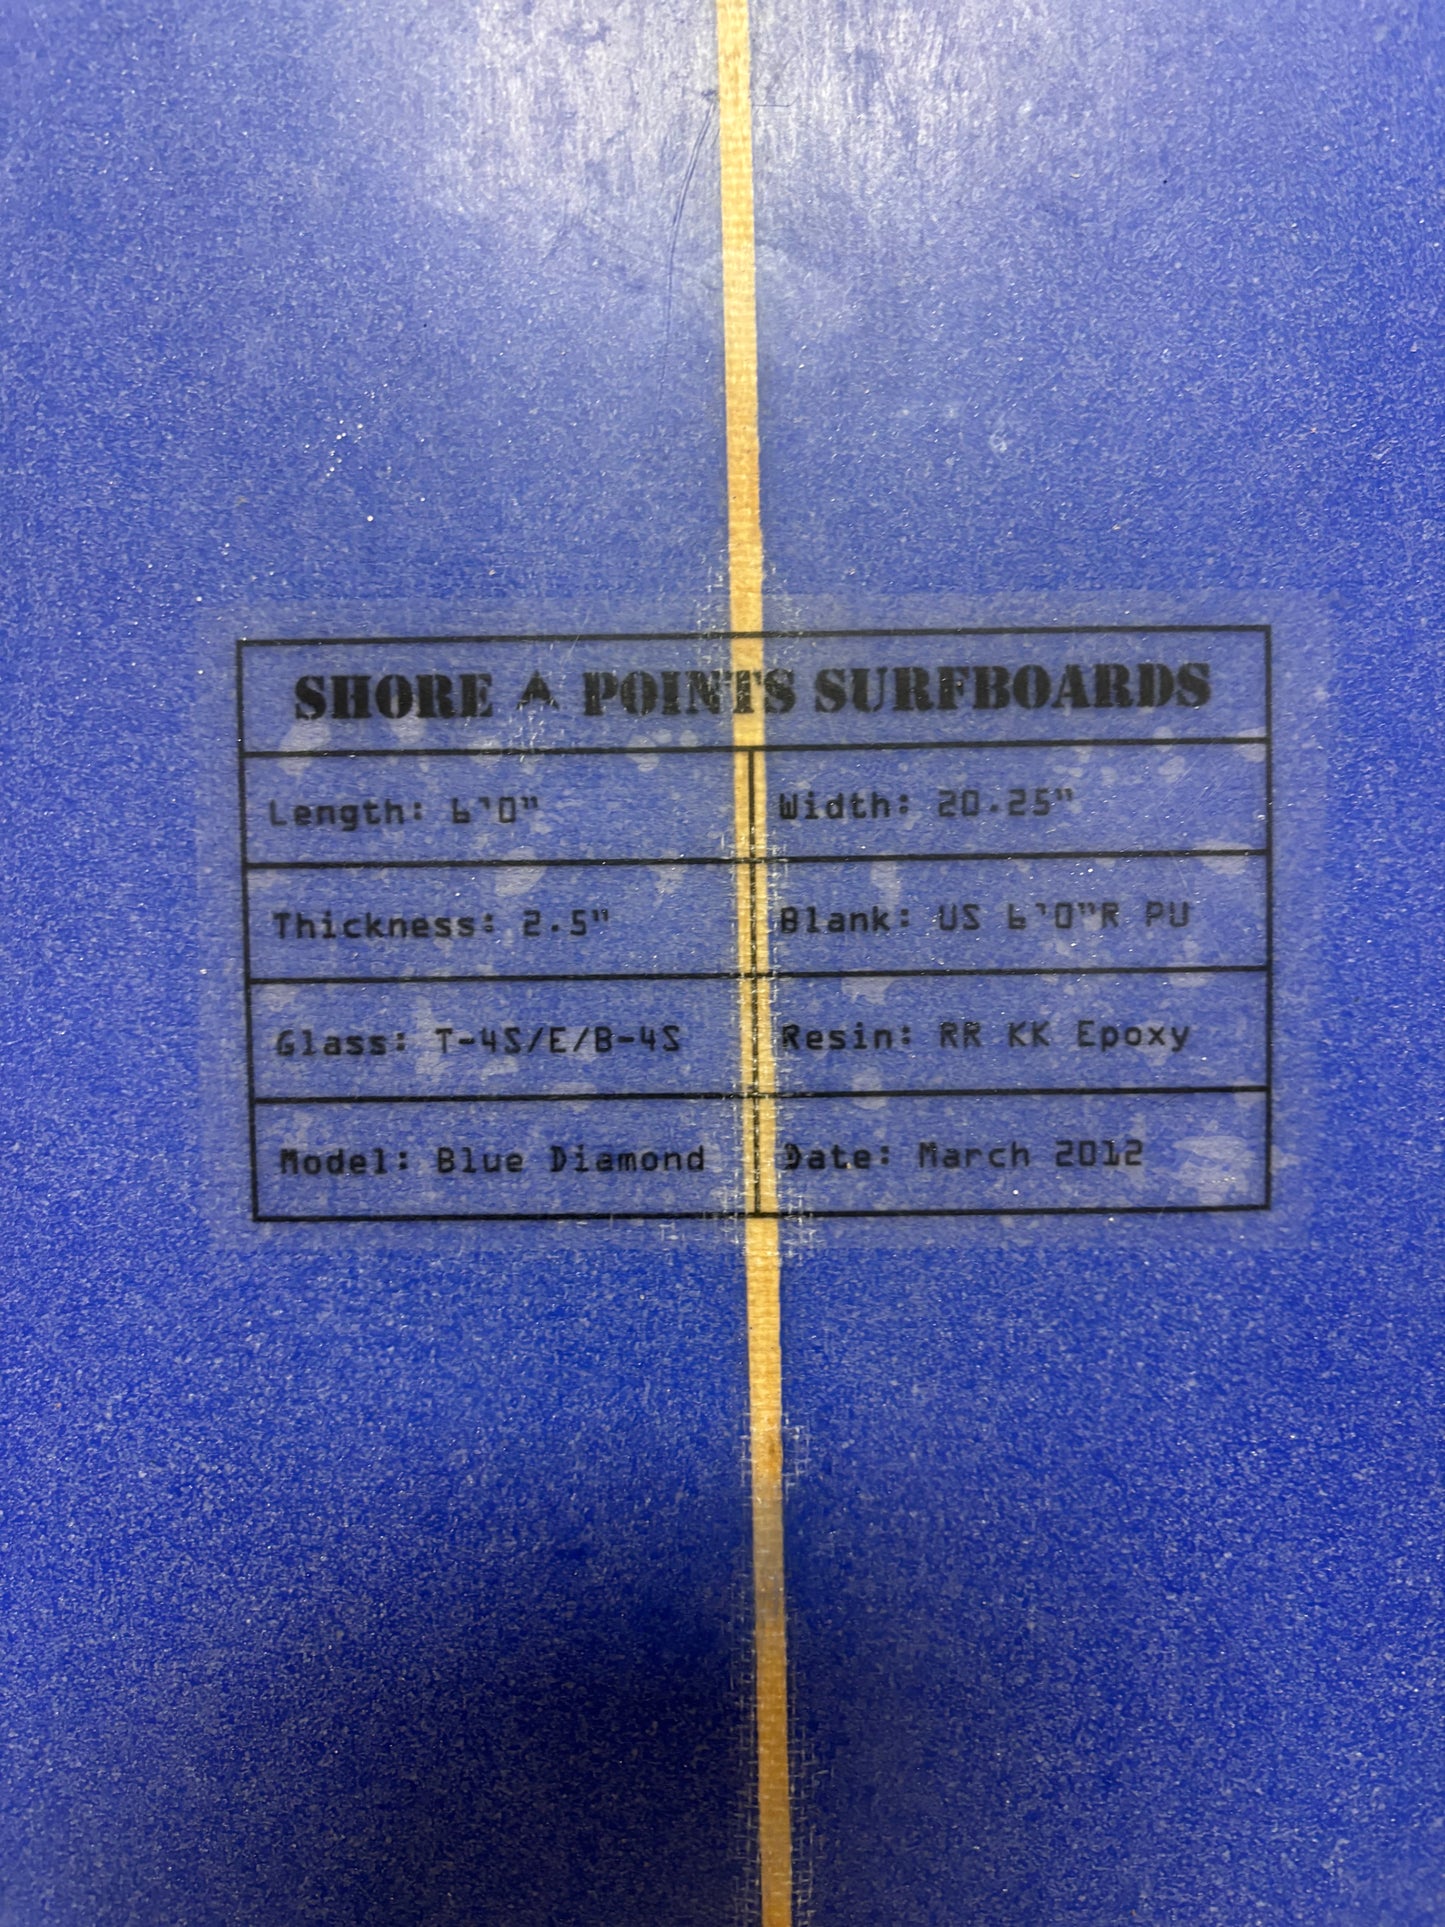 SHORE POINTS SURFBOARDS
Length: 6'0" Width: 20.25"
Thickness: 2.5" Blank: US 6'0"R PU
Glass: T-4S/E/B-4S Resin: RR KK Epoxy
Model: Blue Diamond Date: March 2012